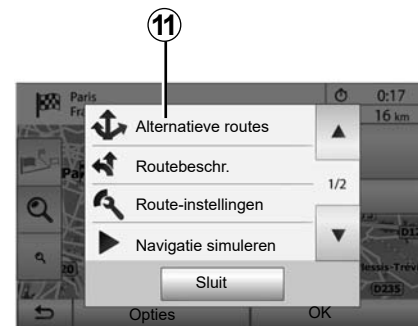 11
Paris
0:17
16 km
Alternatieve routes
Routebeschr.
1/2
Route-instellingen
Navigatie simuleren
Sluit
D235
Opties
OK